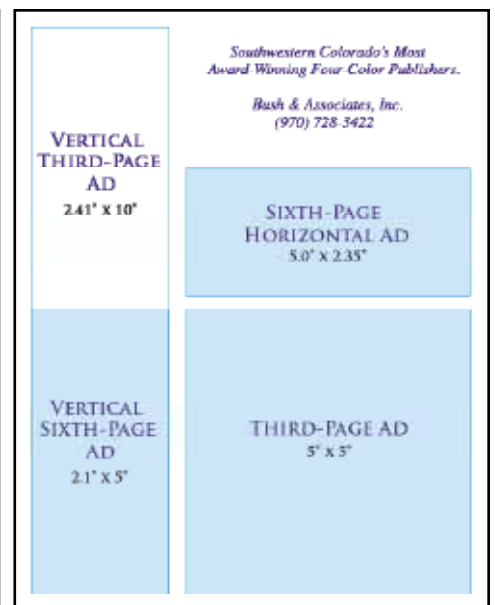 Southwestern Colorado's Most
Award-Winning Four-Color Publishers.
Bush & Associates, Inc.
(970) 728-3422
VERTICAL
THIRD-PAGE
AD
2.41" X 10"
SIXTH-PAGE
HORIZONTAL AD
5.0" X 2.35"
VERTICAL
SIXTH-PAGE
AD
2.1" X 5"
THIRD-PAGE AD
5" X 5"